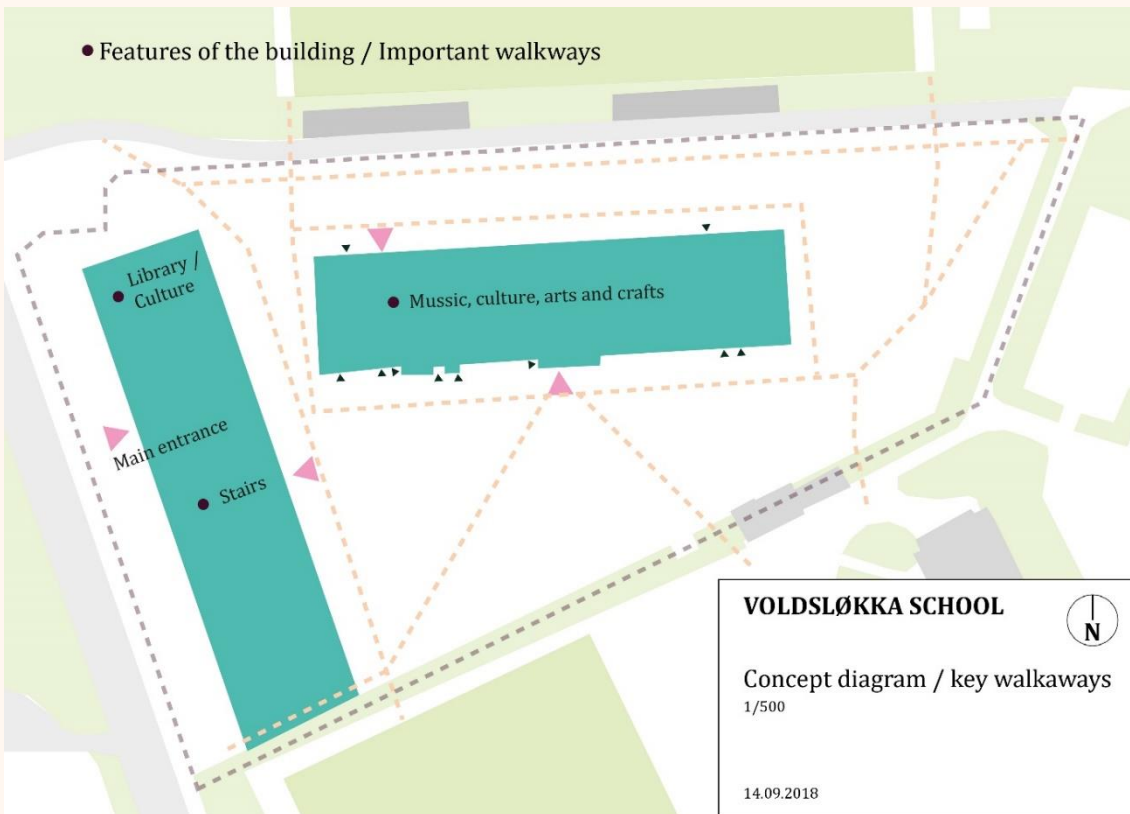 Features of the building / Important walkways
Library /
Culture
Mussic, culture, arts and crafts
Main entrance
Stairs
VOLDSLØKKA SCHOOL
N
Concept diagram / key walkaways
1/500
14.09.2018